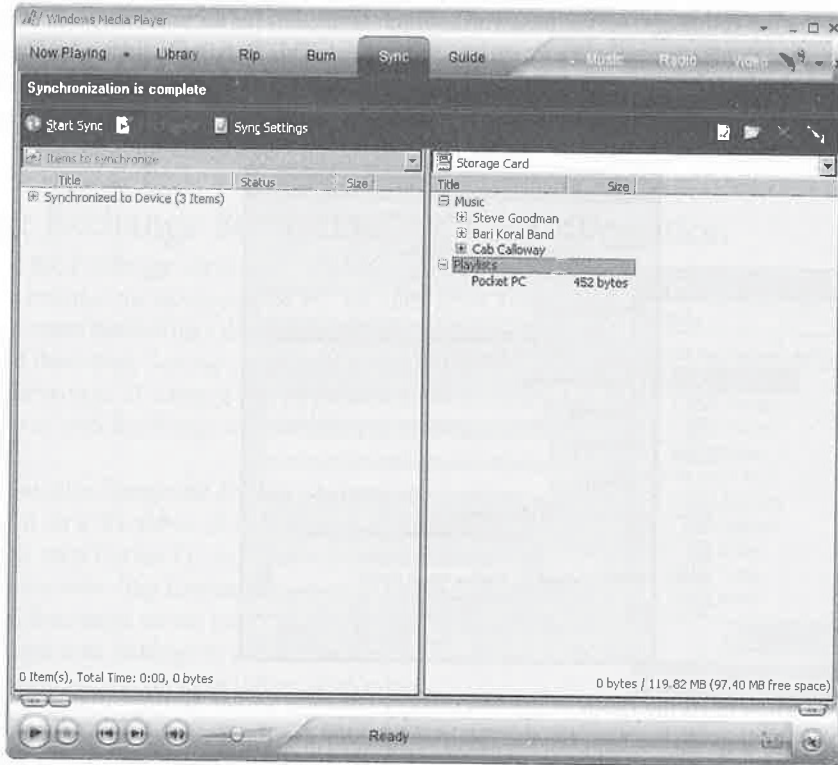 Windows Media Player
Now Playing Library Rip Burn Sync Guide Music Radio Video
Synchronization is complete
Start Sync Sync Settings
Items to synchronize
Title Status Size
Synchronized to Device (3 Items)
0 Item(s), Total Time: 0:00, 0 bytes
Storage Card
Title Size
Music
Steve Goodman
Bari Koral Band
Cab Calloway
Playlists
Pocket PC 452 bytes
0 bytes / 119.82 MB (97.40 MB free space)
Ready